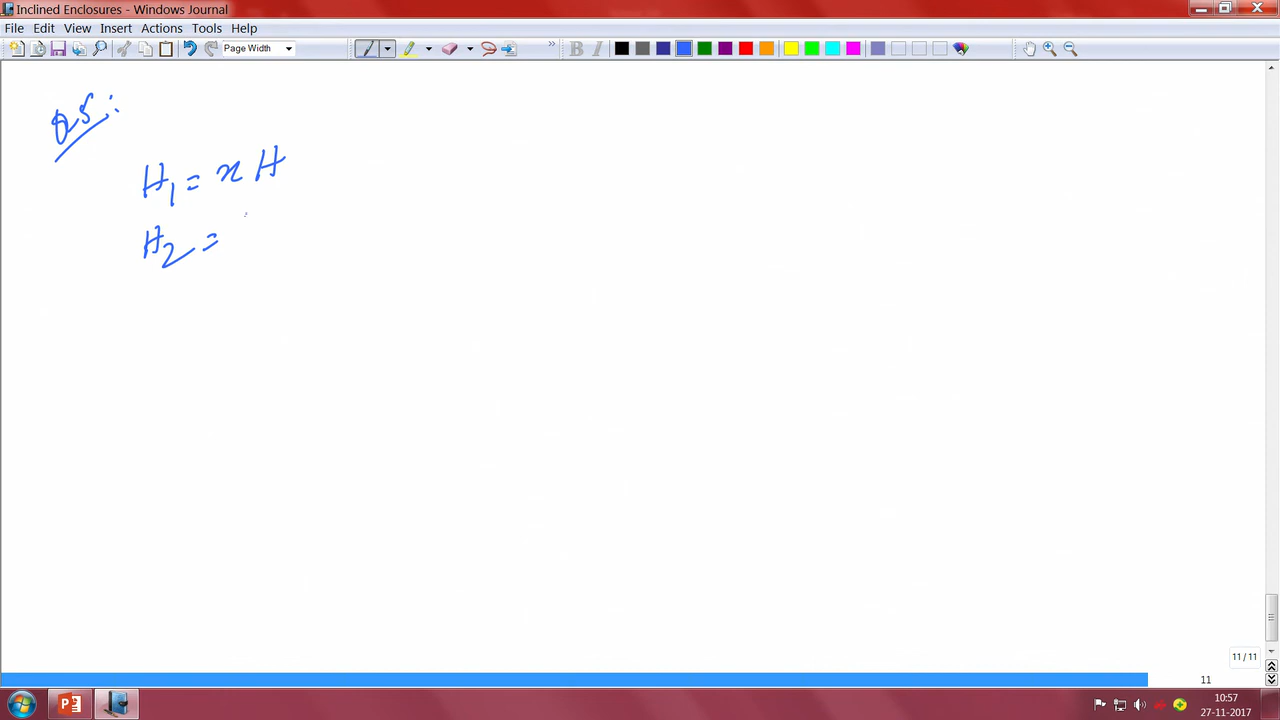 Inclined Enclosures - Windows Journal
File Edit View Insert Actions Tools Help
Page Width
B I
Q5:
H1 = x H
H2 =
11 / 11
11
10:57
27-11-2017